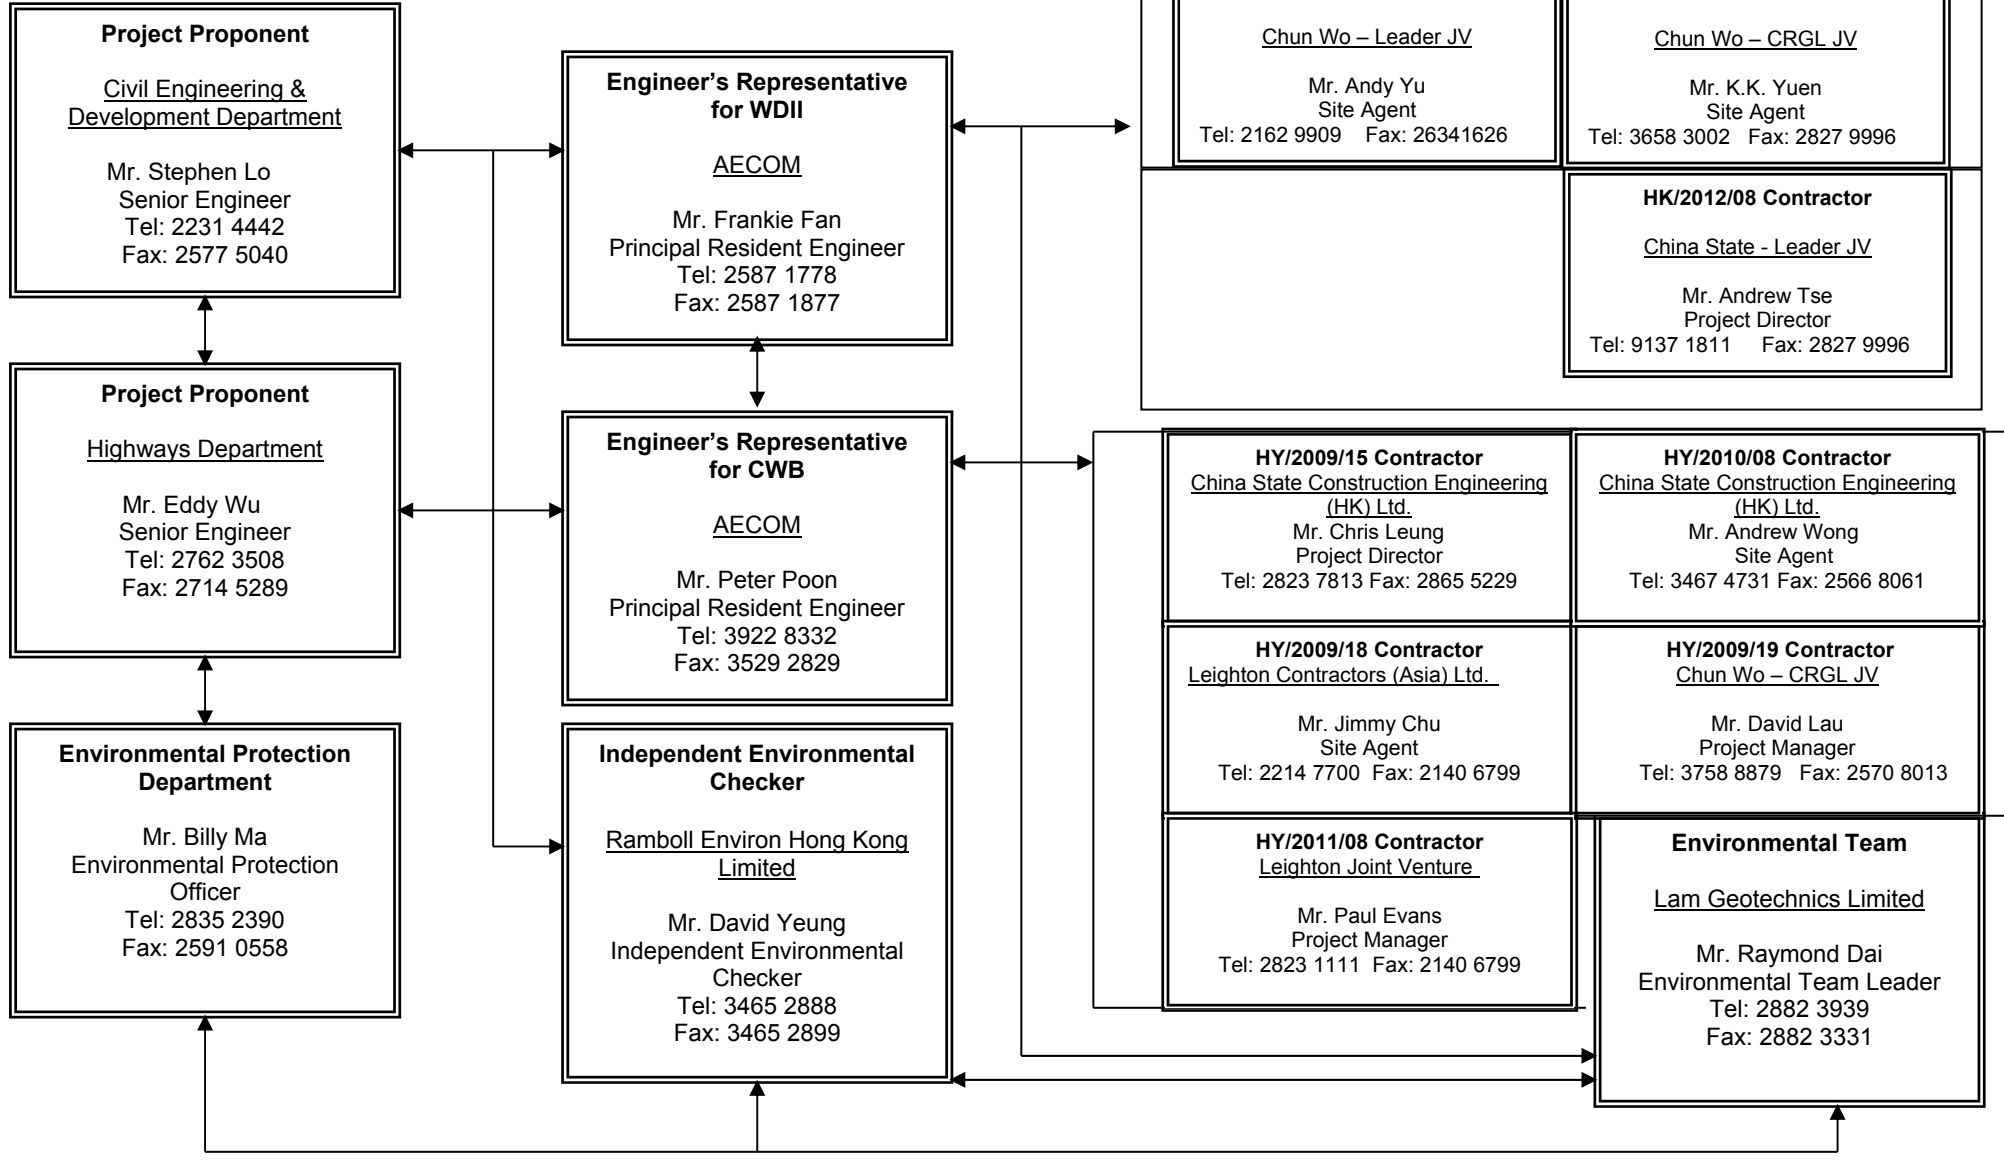 Project Proponent
Civil Engineering &
Development Department
Mr. Stephen Lo
Senior Engineer
Tel: 2231 4442
Fax: 2577 5040
Project Proponent
Highways Department
Mr. Eddy Wu
Senior Engineer
Tel: 2762 3508
Fax: 2714 5289
Environmental Protection
Department
Mr. Billy Ma
Environmental Protection
Officer
Tel: 2835 2390
Fax: 2591 0558
Engineer’s Representative
for WDII
AECOM
Mr. Frankie Fan
Principal Resident Engineer
Tel: 2587 1778
Fax: 2587 1877
Engineer’s Representative
for CWB
AECOM
Mr. Peter Poon
Principal Resident Engineer
Tel: 3922 8332
Fax: 3529 2829
Independent Environmental
Checker
Ramboll Environ Hong Kong
Limited
Mr. David Yeung
Independent Environmental
Checker
Tel: 3465 2888
Fax: 3465 2899
Chun Wo – Leader JV
Mr. Andy Yu
Site Agent
Tel: 2162 9909 Fax: 26341626
Chun Wo – CRGL JV
Mr. K.K. Yuen
Site Agent
Tel: 3658 3002 Fax: 2827 9996
HK/2012/08 Contractor
China State - Leader JV
Mr. Andrew Tse
Project Director
Tel: 9137 1811 Fax: 2827 9996
HY/2009/15 Contractor
China State Construction Engineering
(HK) Ltd.
Mr. Chris Leung
Project Director
Tel: 2823 7813 Fax: 2865 5229
HY/2010/08 Contractor
China State Construction Engineering
(HK) Ltd.
Mr. Andrew Wong
Site Agent
Tel: 3467 4731 Fax: 2566 8061
HY/2009/18 Contractor
Leighton Contractors (Asia) Ltd.
Mr. Jimmy Chu
Site Agent
Tel: 2214 7700 Fax: 2140 6799
HY/2009/19 Contractor
Chun Wo – CRGL JV
Mr. David Lau
Project Manager
Tel: 3758 8879 Fax: 2570 8013
HY/2011/08 Contractor
Leighton Joint Venture
Mr. Paul Evans
Project Manager
Tel: 2823 1111 Fax: 2140 6799
Environmental Team
Lam Geotechnics Limited
Mr. Raymond Dai
Environmental Team Leader
Tel: 2882 3939
Fax: 2882 3331